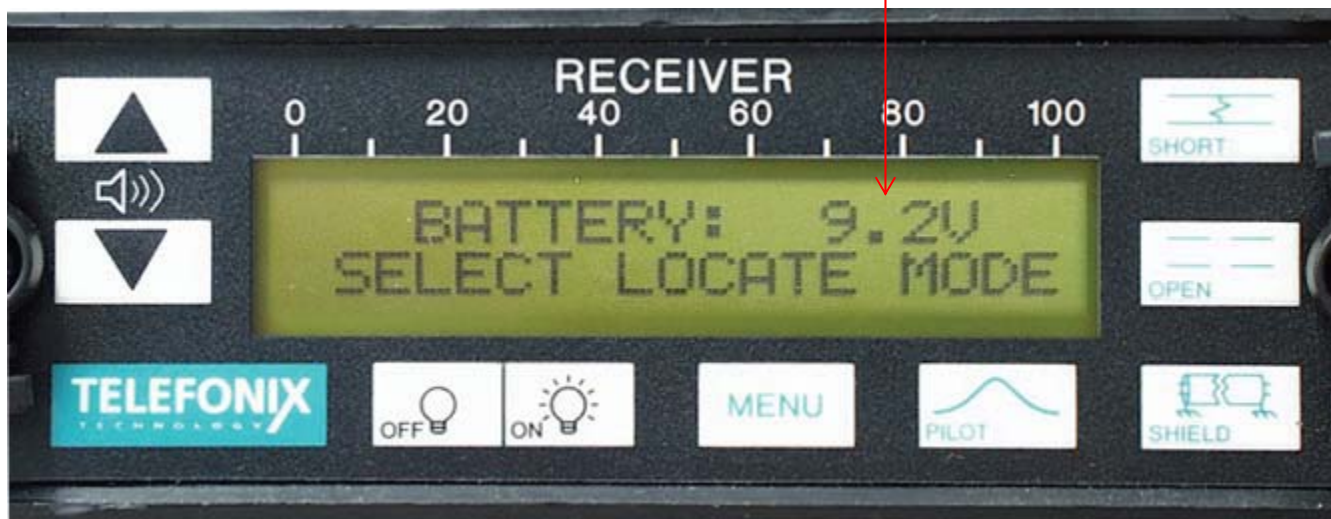 RECEIVER
0 20 40 60 80 100
BATTERY: 9.2V
SELECT LOCATE MODE
SHORT
OPEN
TELEFONIX
TECHNOLOGY
OFF
ON
MENU
PILOT
SHIELD